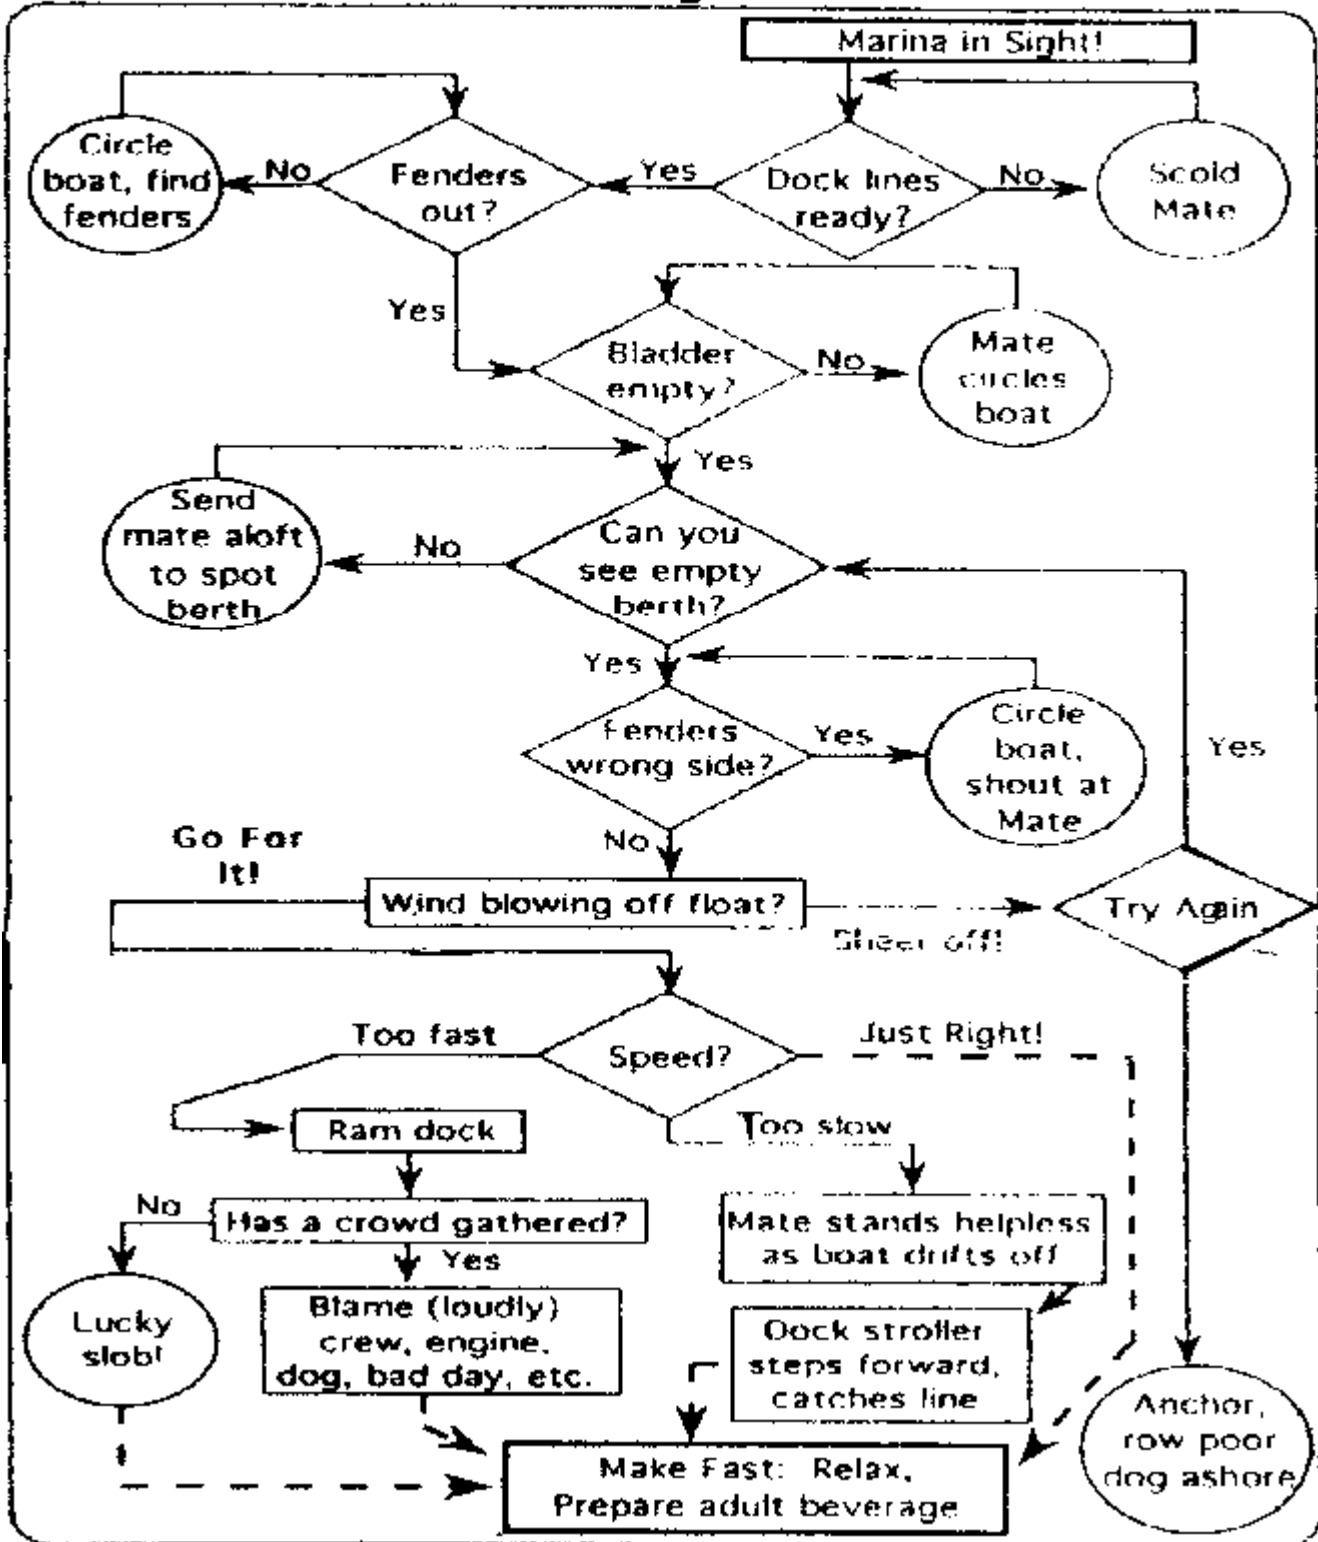 Marina in Sight!
Circle
boat, find
fenders
No
Fenders
out?
Yes
Dock lines
ready?
No
Scold
Mate
Yes
Bladder
empty?
No
Mate
circles
boat
Yes
Send
mate aloft
to spot
berth
No
Can you
see empty
berth?
Yes
Fenders
wrong side?
Yes
Circle
boat,
shout at
Mate
Yes
No
Go For
It!
Wind blowing off float?
Sheer off!
Try Again
Too fast
Speed?
Just Right!
Too slow
Ram dock
No
Has a crowd gathered?
Yes
Mate stands helpless
as boat drifts off
Lucky
slob!
Blame (loudly)
crew, engine,
dog, bad day, etc.
Dock stroller
steps forward,
catches line
Anchor,
row poor
dog ashore
Make Fast: Relax,
Prepare adult beverage